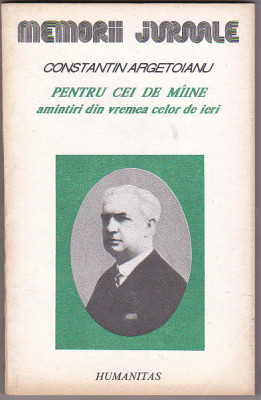 MEMORII JURNALE
CONSTANTIN ARGETOIANU
PENTRU CEI DE MÎINE
amintiri din vremea celor de ieri
HUMANITAS